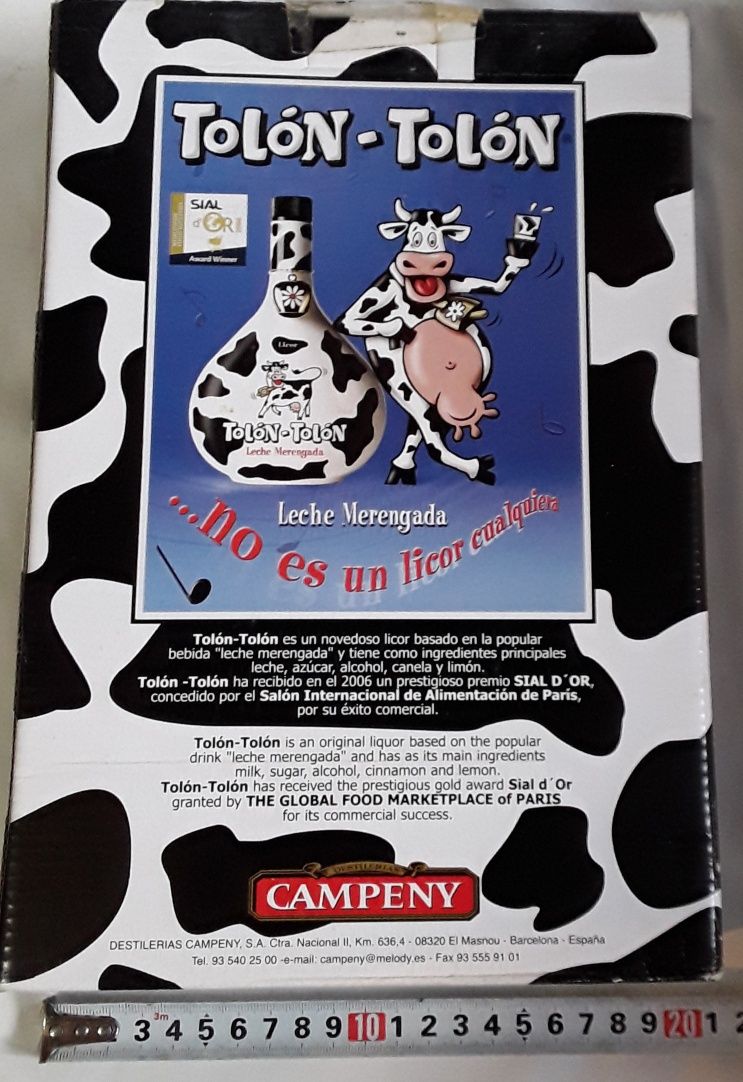 TOLÓN-TOLÓN
SIAL
d'OR
Award Winner
Licor
TOLÓN-TOLÓN
Leche Merengada
Leche Merengada
...no es un licor cualquiera
Tolón-Tolón es un novedoso licor basado en la popular
bebida "leche merengada" y tiene como ingredientes principales
leche, azúcar, alcohol, canela y limón.
Tolón -Tolón ha recibido en el 2006 un prestigioso premio SIAL D´OR,
concedido por el Salón Internacional de Alimentación de París,
por su éxito comercial.
Tolón-Tolón is an original liquor based on the popular
drink "leche merengada" and has as its main ingredients
milk, sugar, alcohol, cinnamon and lemon.
Tolón-Tolón has received the prestigious gold award Sial d´Or
granted by THE GLOBAL FOOD MARKETPLACE of PARIS
for its commercial success.
DESTILERIAS
CAMPENY
DESTILERIAS CAMPENY, S.A. Ctra. Nacional II, Km. 636,4 - 08320 El Masnou - Barcelona - España
Tel. 93 540 25 00 -e-mail: campeny@melody.es - Fax 93 555 91 01
3m
3 4 5 6 7 8 9 10 1 2 3 4 5 6 7 8 9 20 1 2